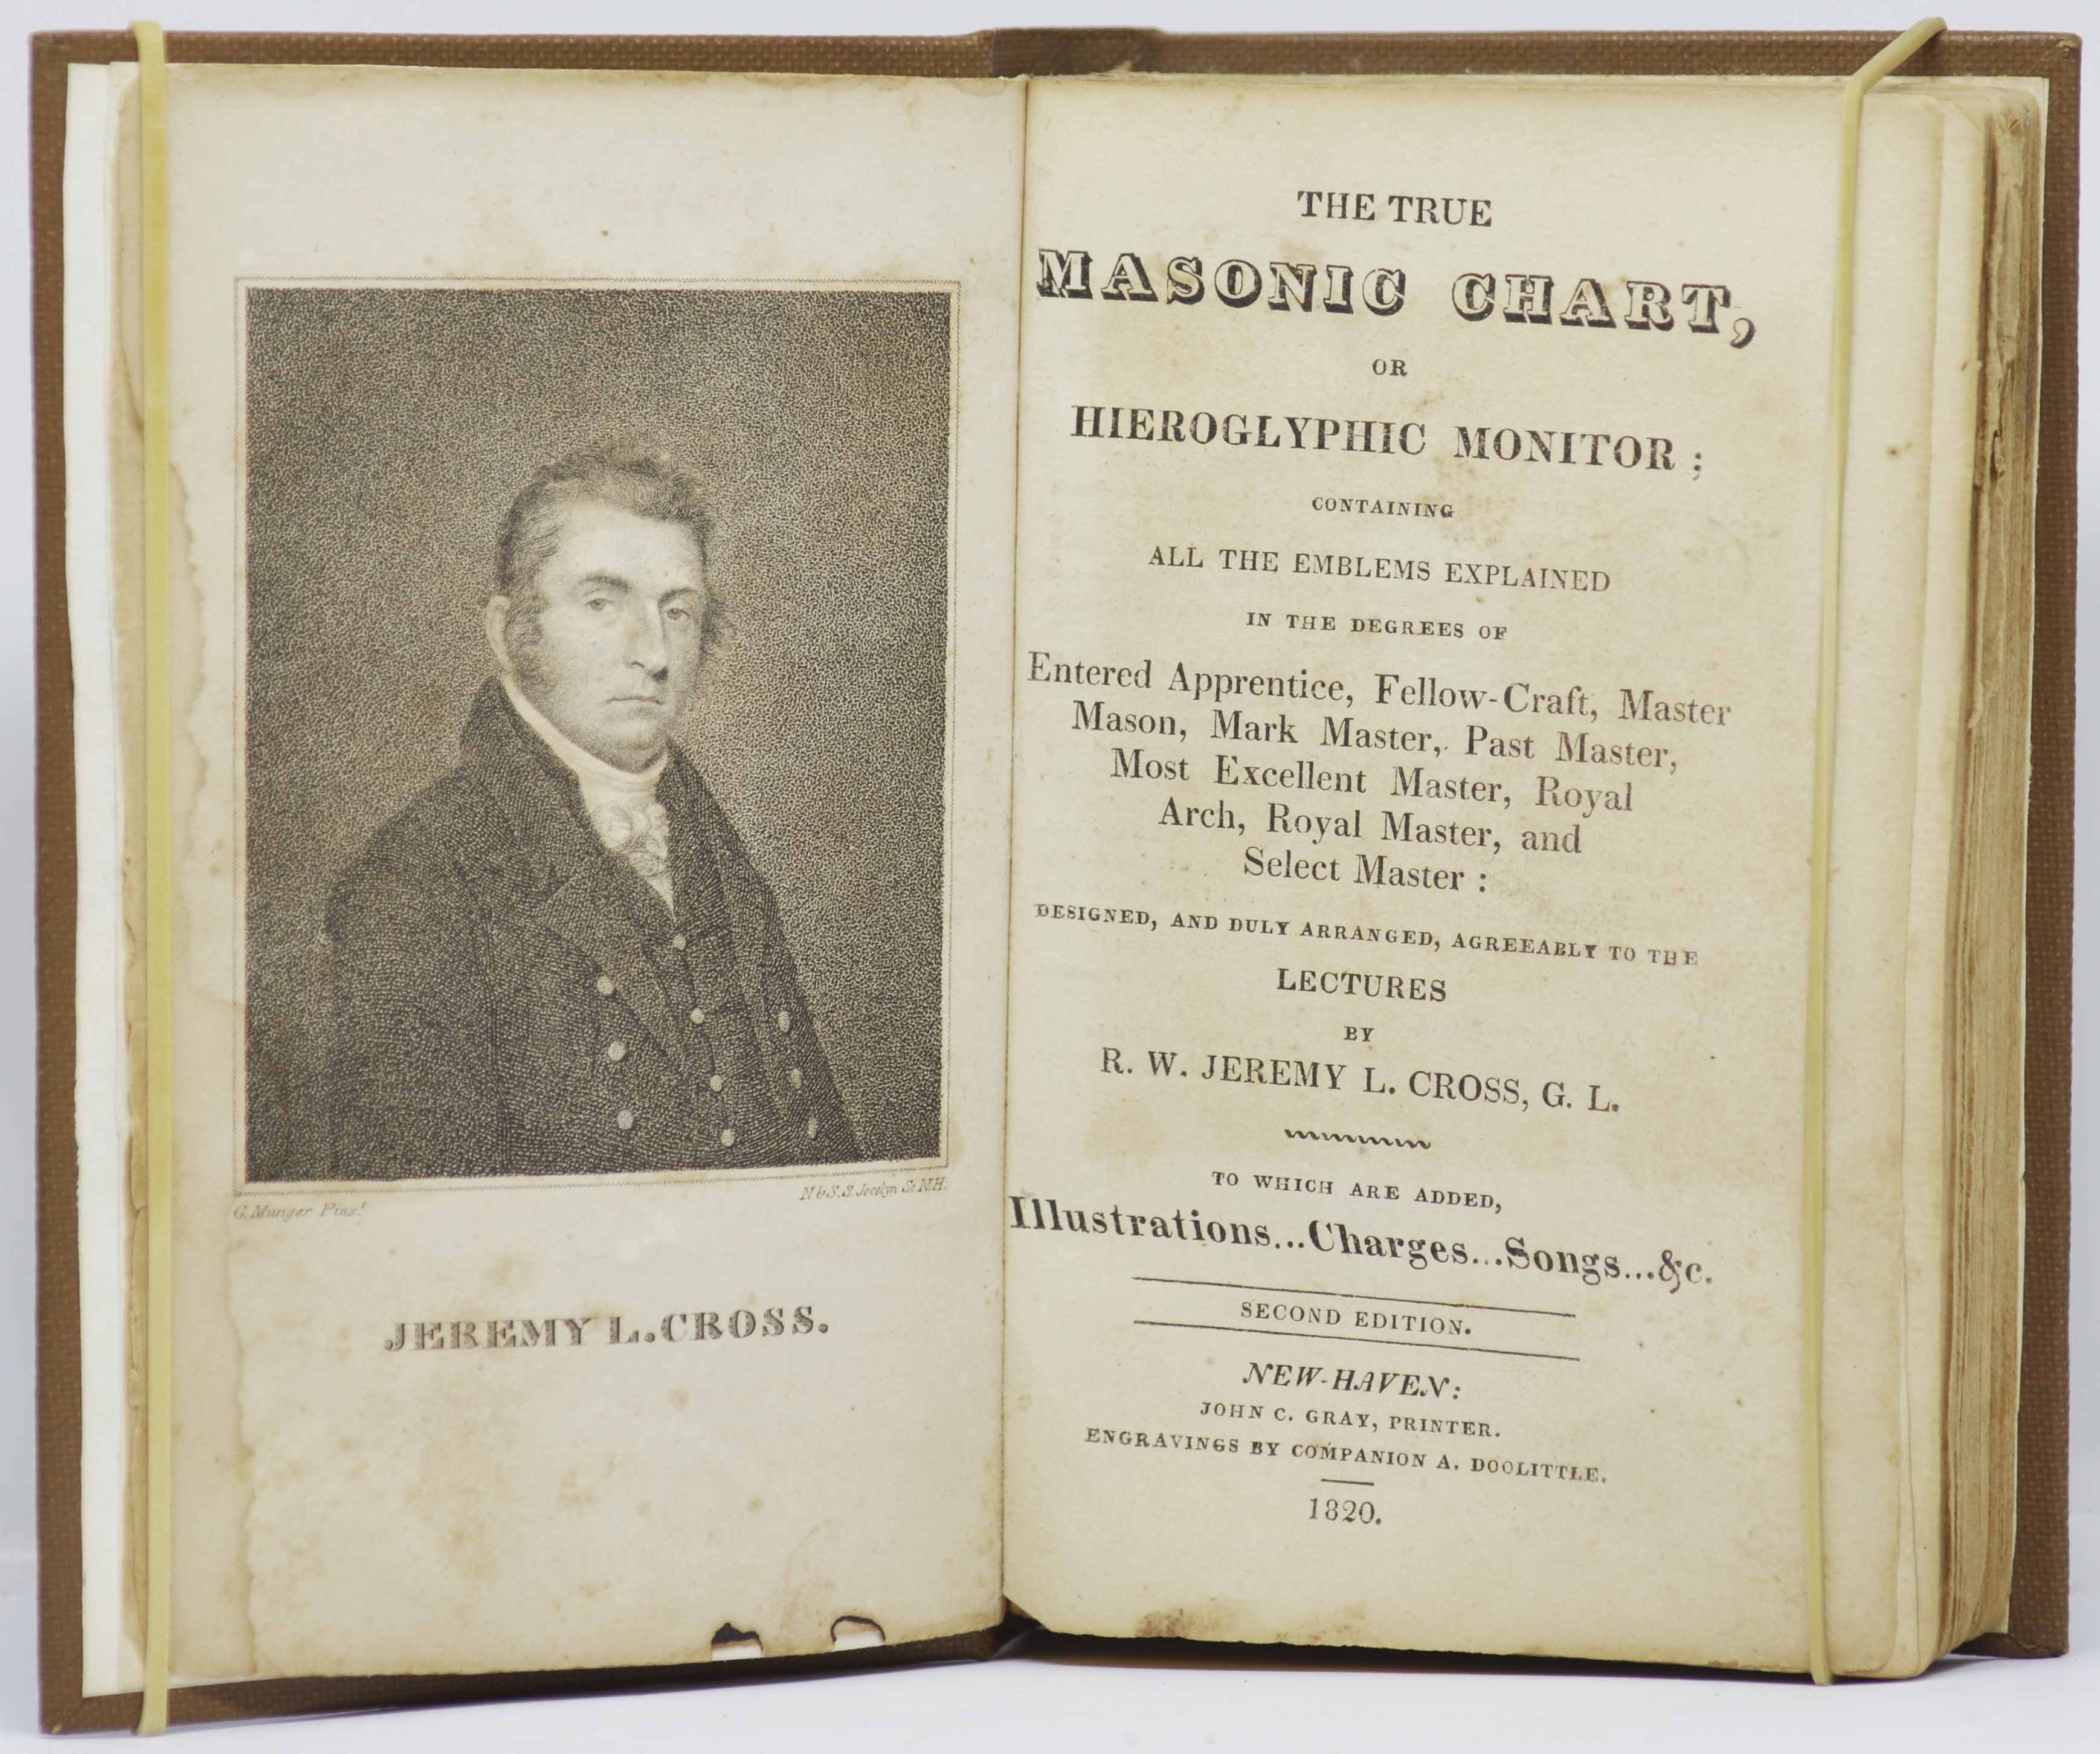 G. Munger Pinxt
N & S. S. Jocelyn Sc N.H.
JEREMY L. CROSS.
THE TRUE
MASONIC CHART,
OR
HIEROGLYPHIC MONITOR ;
CONTAINING
ALL THE EMBLEMS EXPLAINED
IN THE DEGREES OF
Entered Apprentice, Fellow-Craft, Master
Mason, Mark Master, Past Master,
Most Excellent Master, Royal
Arch, Royal Master, and
Select Master :
DESIGNED, AND DULY ARRANGED, AGREEABLY TO THE
LECTURES
BY
R. W. JEREMY L. CROSS, G. L.
TO WHICH ARE ADDED,
Illustrations...Charges...Songs...&c.
SECOND EDITION.
NEW-HAVEN:
JOHN C. GRAY, PRINTER.
ENGRAVINGS BY COMPANION A. DOOLITTLE.
1820.